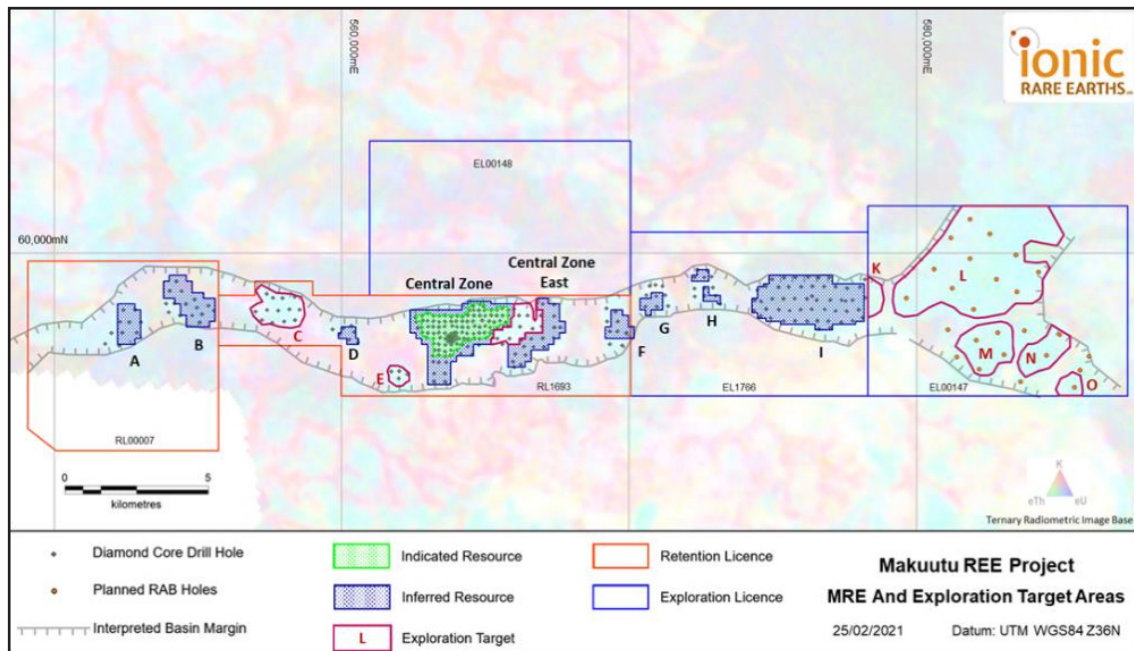 560,000mE
580,000mE
ionic
RARE EARTHS
EL00148
60,000mN
Central Zone
Central Zone
East
K
L
A
B
C
D
E
F
G
H
I
M
N
O
RL1693
EL1766
EL00147
RL00007
0
5
kilometres
K
eTh
eU
Ternary Radiometric Image Base
Diamond Core Drill Hole
Planned RAB Holes
Interpreted Basin Margin
Indicated Resource
Inferred Resource
L
Exploration Target
Retention Licence
Exploration Licence
Makuutu REE Project
MRE And Exploration Target Areas
25/02/2021
Datum: UTM WGS84 Z36N